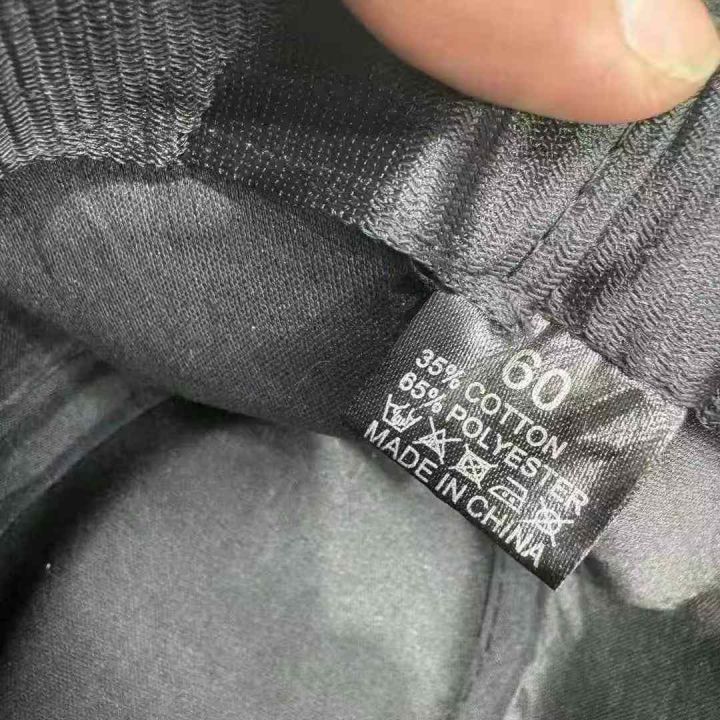 60
35% COTTON
65% POLYESTER
MADE IN CHINA